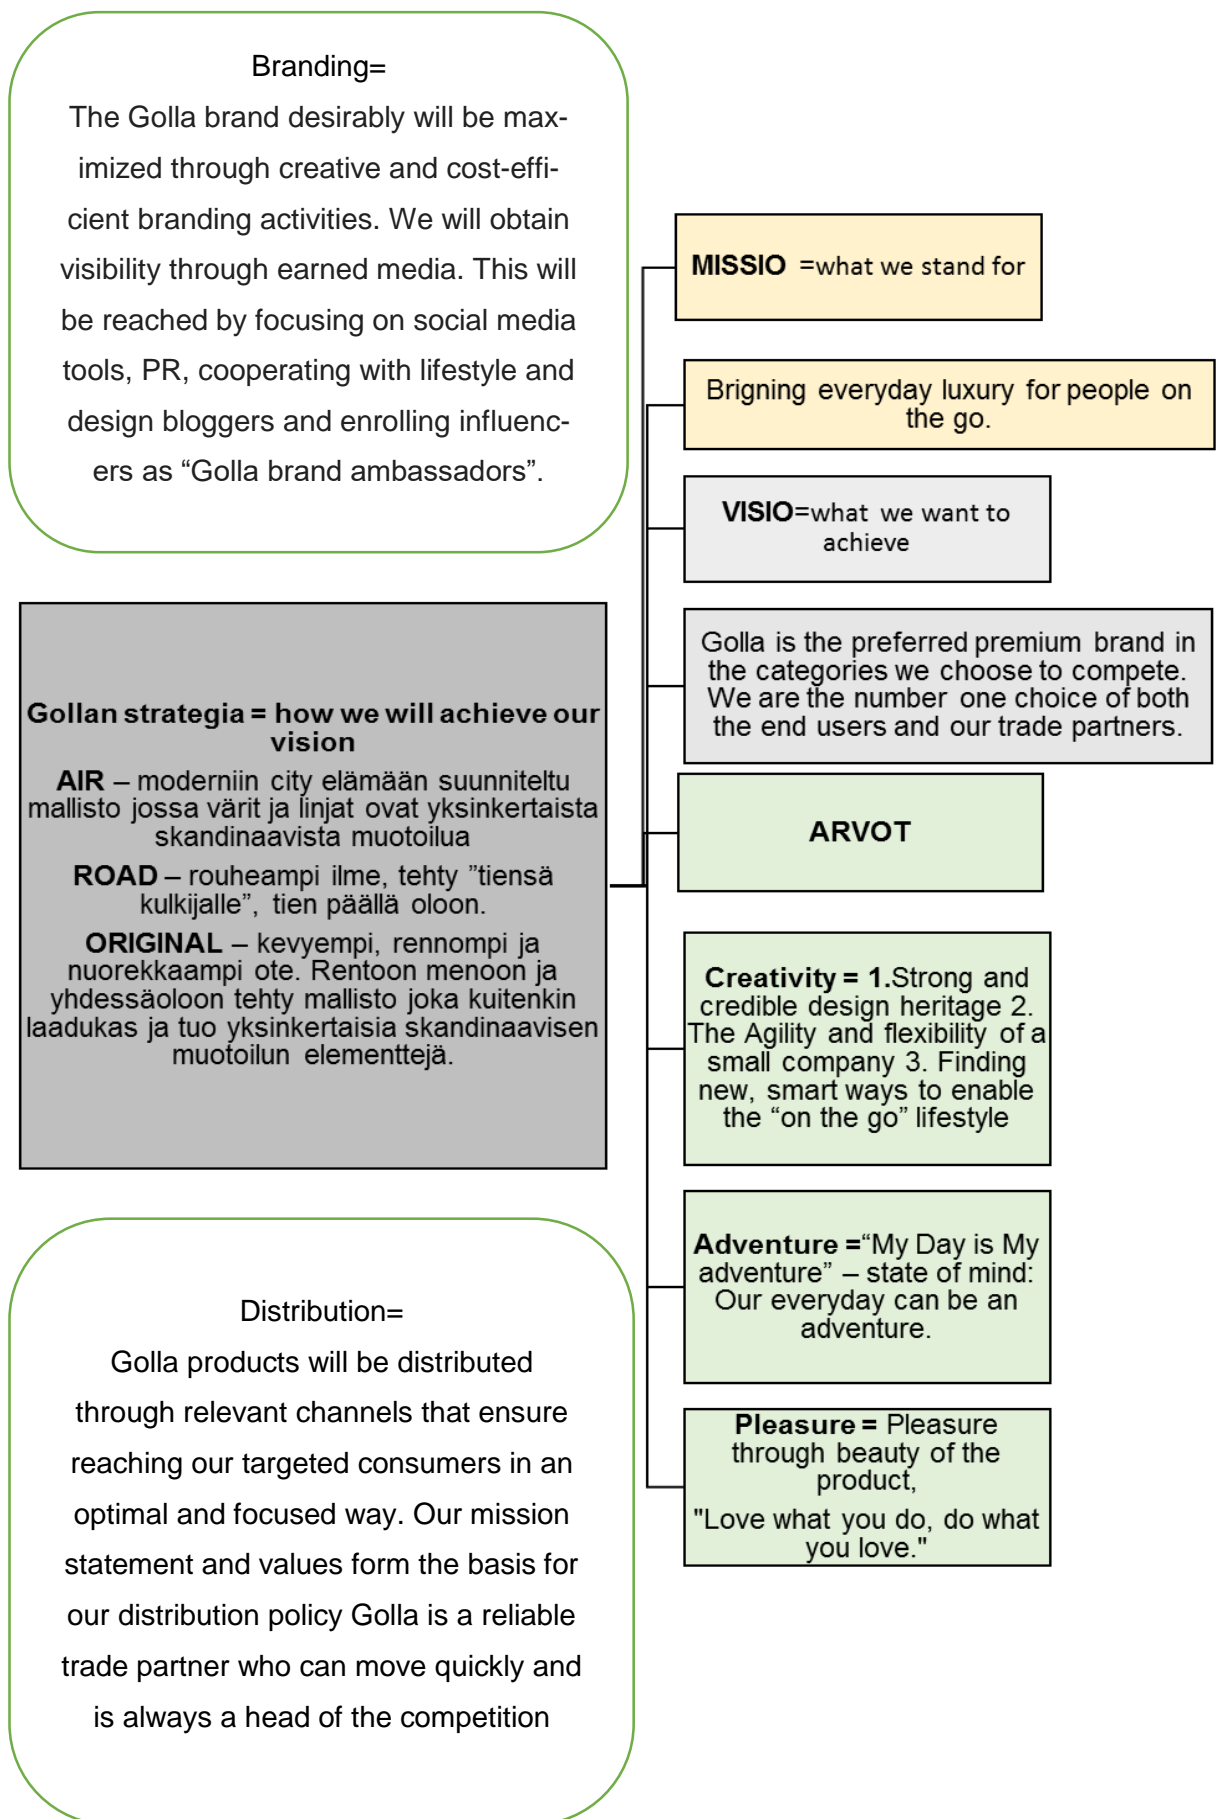 Branding=
The Golla brand desirably will be max-
imized through creative and cost-effi-
cient branding activities. We will obtain
visibility through earned media. This will
be reached by focusing on social media
tools, PR, cooperating with lifestyle and
design bloggers and enrolling influenc-
ers as “Golla brand ambassadors”.
Gollan strategia = how we will achieve our
vision
AIR – moderniin city elämään suunniteltu
mallisto jossa värit ja linjat ovat yksinkertaista
skandinaavista muotoilua
ROAD – rouheampi ilme, tehty ”tiensä
kulkijalle”, tien päällä oloon.
ORIGINAL – kevyempi, rennompi ja
nuorekkaampi ote. Rentoon menoon ja
yhdessäoloon tehty mallisto joka kuitenkin
laadukas ja tuo yksinkertaisia skandinaavisen
muotoilun elementtejä.
Distribution=
Golla products will be distributed
through relevant channels that ensure
reaching our targeted consumers in an
optimal and focused way. Our mission
statement and values form the basis for
our distribution policy Golla is a reliable
trade partner who can move quickly and
is always a head of the competition
MISSIO =what we stand for
Brigning everyday luxury for people on
the go.
VISIO=what we want to
achieve
Golla is the preferred premium brand in
the categories we choose to compete.
We are the number one choice of both
the end users and our trade partners.
ARVOT
Creativity = 1.Strong and
credible design heritage 2.
The Agility and flexibility of a
small company 3. Finding
new, smart ways to enable
the “on the go” lifestyle
Adventure =“My Day is My
adventure” – state of mind:
Our everyday can be an
adventure.
Pleasure = Pleasure
through beauty of the
product,
"Love what you do, do what
you love."